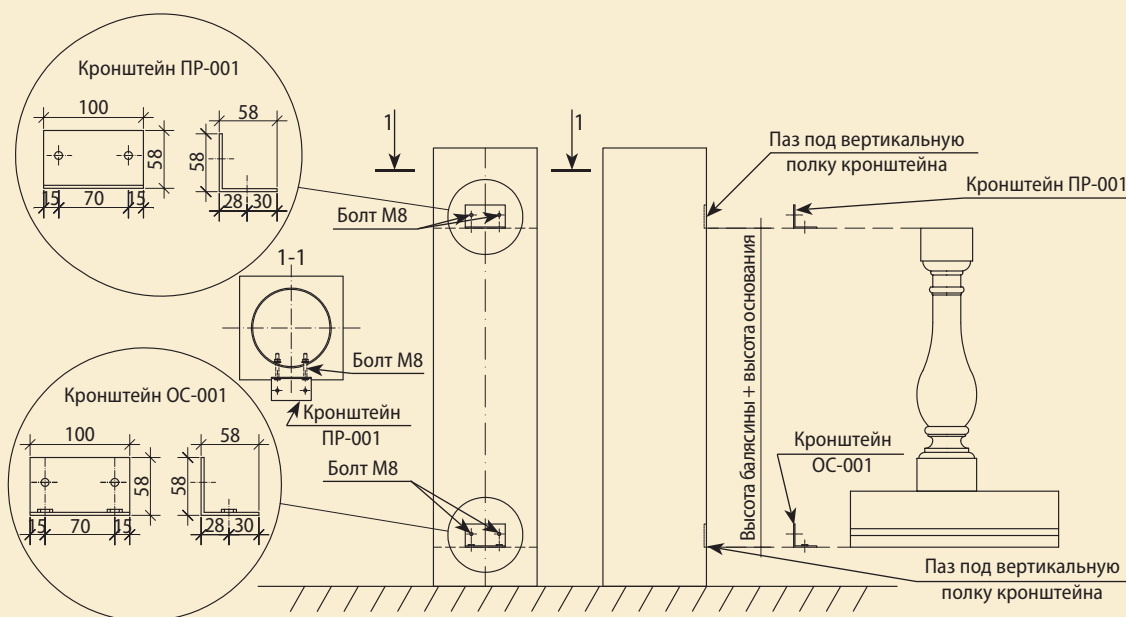 Кронштейн ПР-001
100
58
58
58
15
70
15
28
30
1
1
Паз под вертикальную
полку кронштейна
Кронштейн ПР-001
Болт М8
1-1
Болт М8
Кронштейн
ПР-001
Высота балясины + высота основания
Кронштейн ОС-001
100
58
58
58
15
70
15
28
30
Болт М8
Кронштейн
ОС-001
Паз под вертикальную
полку кронштейна